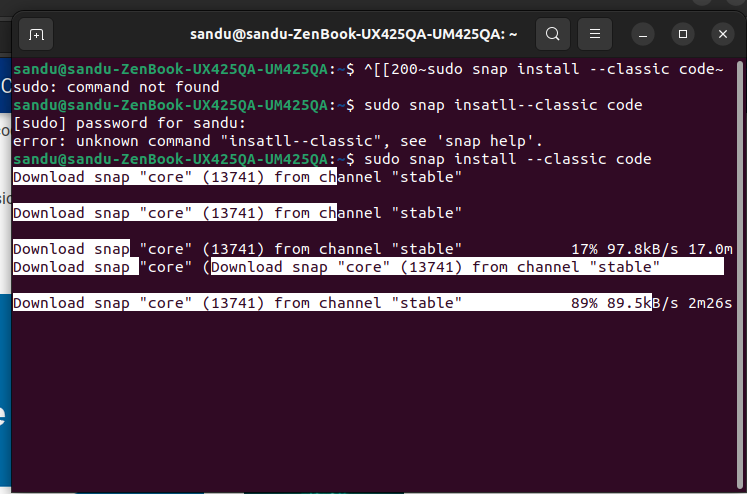 sandu@sandu-ZenBook-UX425QA-UM425QA: ~
sandu@sandu-ZenBook-UX425QA-UM425QA:~$ ^[[200~sudo snap install --classic code~
sudo: command not found
sandu@sandu-ZenBook-UX425QA-UM425QA:~$ sudo snap insatll--classic code
[sudo] password for sandu:
error: unknown command "insatll--classic", see 'snap help'.
sandu@sandu-ZenBook-UX425QA-UM425QA:~$ sudo snap install --classic code
Download snap "core" (13741) from channel "stable"
Download snap "core" (13741) from channel "stable"
Download snap "core" (13741) from channel "stable" 17% 97.8kB/s 17.0m
Download snap "core" (Download snap "core" (13741) from channel "stable"
Download snap "core" (13741) from channel "stable" 89% 89.5kB/s 2m26s